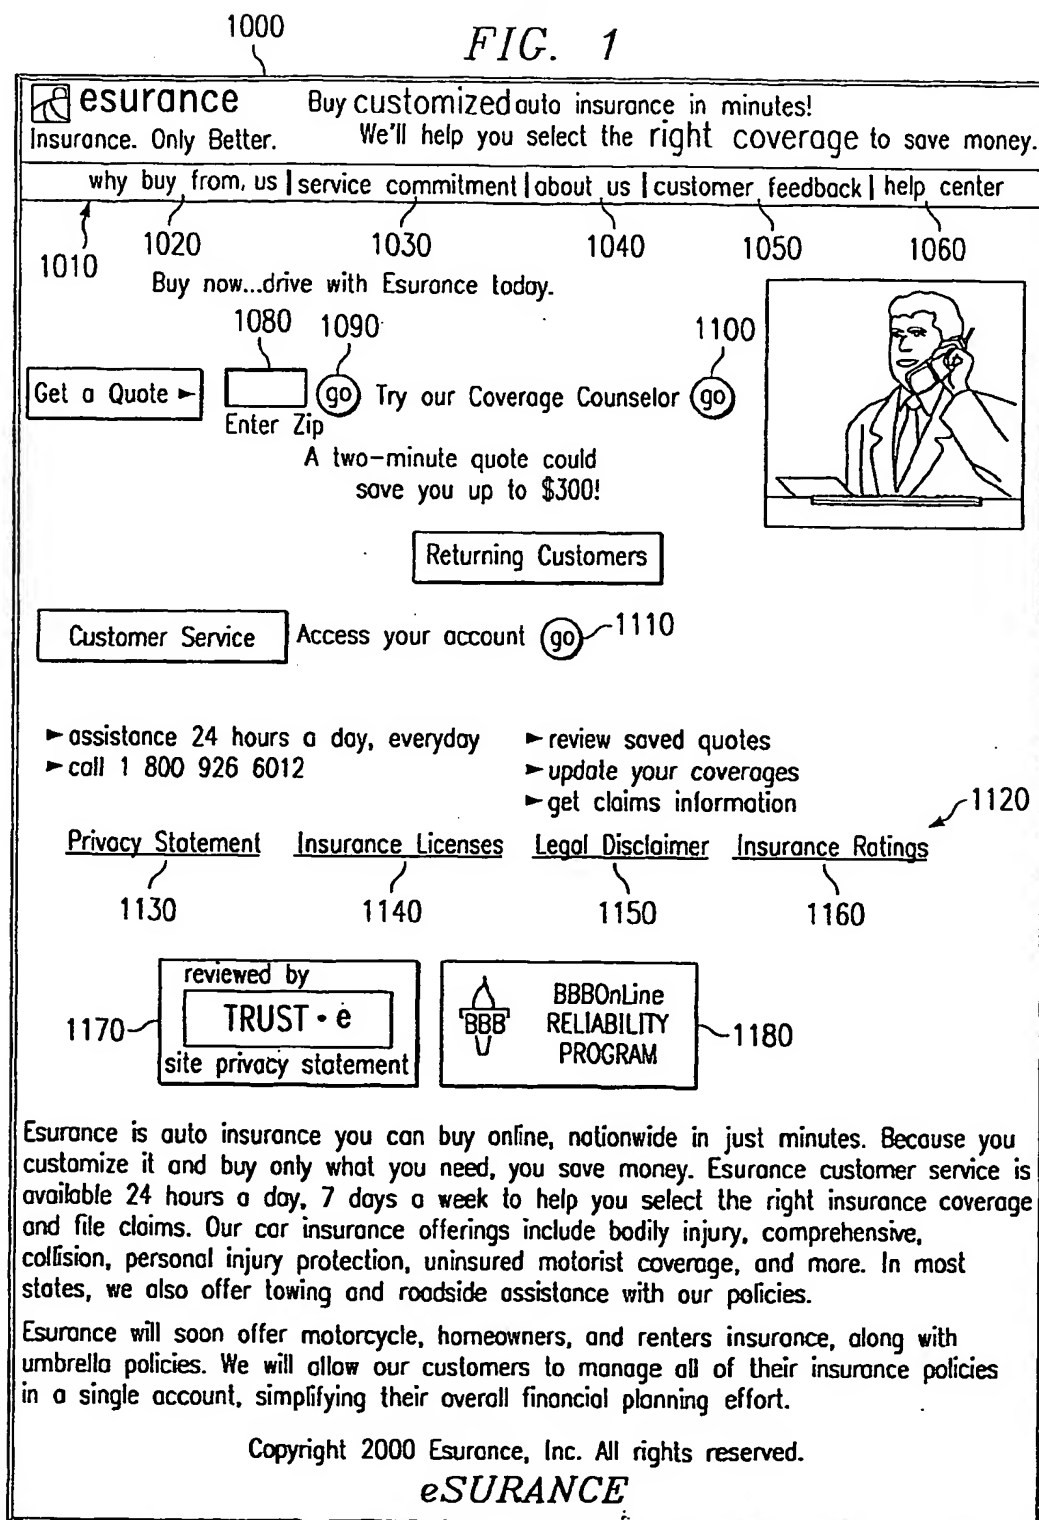 FIG. 1
1000
esurance
Insurance. Only Better.
Buy customized auto insurance in minutes!
We'll help you select the right coverage to save money.
why buy from, us | service commitment | about us | customer feedback | help center
1010
1020
1030
1040
1050
1060
Buy now...drive with Esurance today.
1080
1090
1100
Get a Quote ►
go
Try our Coverage Counselor
go
Enter Zip
A two-minute quote could
save you up to $300!
Returning Customers
Customer Service
Access your account
go
1110
►assistance 24 hours a day, everyday
►call 1 800 926 6012
►review saved quotes
►update your coverages
►get claims information
1120
Privacy Statement
Insurance Licenses
Legal Disclaimer
Insurance Ratings
1130
1140
1150
1160
reviewed by
TRUST • e
site privacy statement
1170
BBB
BBBOnLine
RELIABILITY
PROGRAM
1180
Esurance is auto insurance you can buy online, nationwide in just minutes. Because you
customize it and buy only what you need, you save money. Esurance customer service is
available 24 hours a day, 7 days a week to help you select the right insurance coverage
and file claims. Our car insurance offerings include bodily injury, comprehensive,
collision, personal injury protection, uninsured motorist coverage, and more. In most
states, we also offer towing and roadside assistance with our policies.
Esurance will soon offer motorcycle, homeowners, and renters insurance, along with
umbrella policies. We will allow our customers to manage all of their insurance policies
in a single account, simplifying their overall financial planning effort.
Copyright 2000 Esurance, Inc. All rights reserved.
eSURANCE